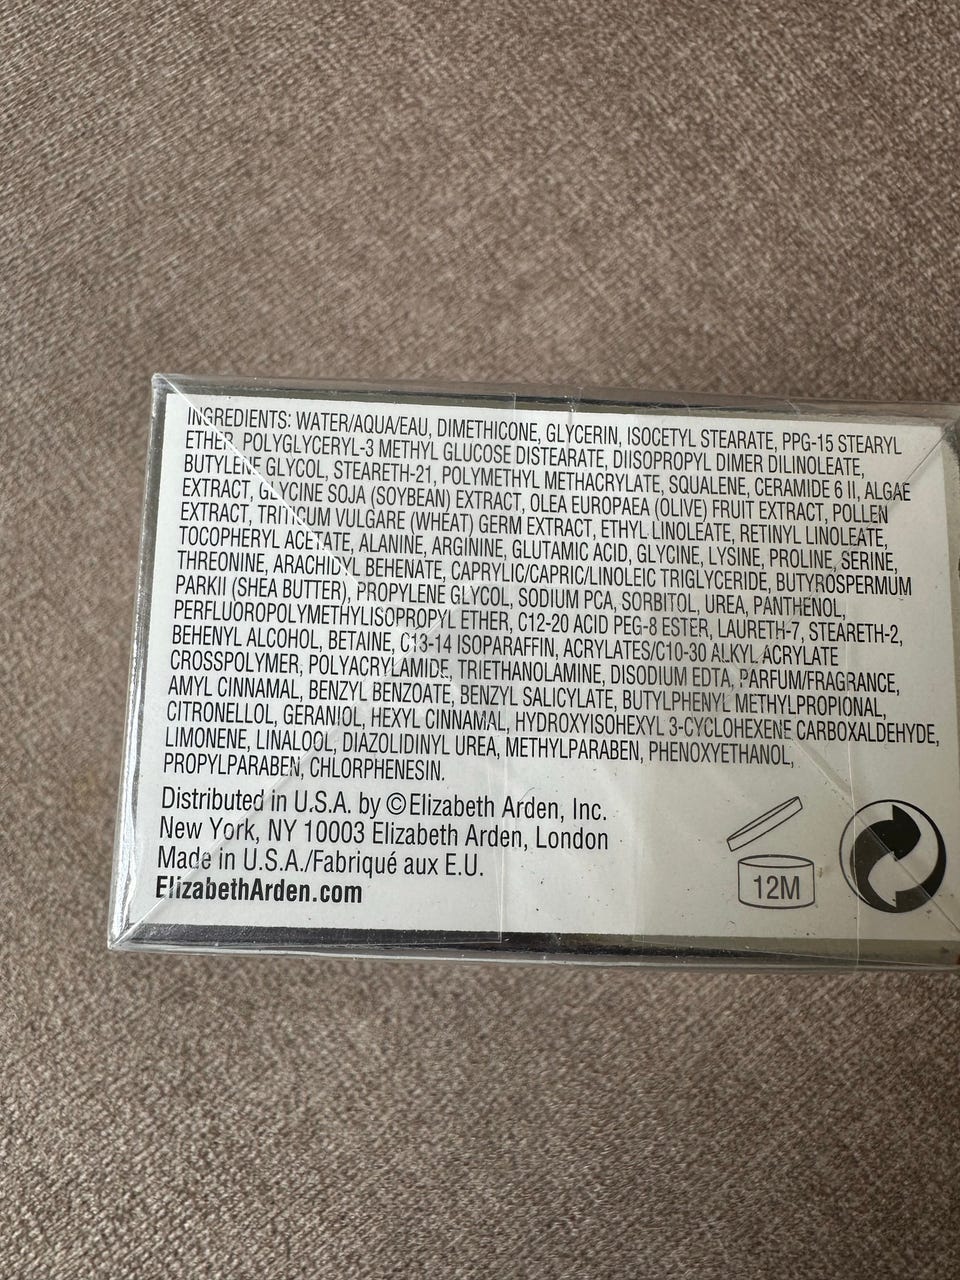 INGREDIENTS: WATER/AQUA/EAU, DIMETHICONE, GLYCERIN, ISOCETYL STEARATE, PPG-15 STEARYL
ETHER, POLYGLYCERYL-3 METHYL GLUCOSE DISTEARATE, DIISOPROPYL DIMER DILINOLEATE,
BUTYLENE GLYCOL, STEARETH-21, POLYMETHYL METHACRYLATE, SQUALENE, CERAMIDE 6 II, ALGAE
EXTRACT, GLYCINE SOJA (SOYBEAN) EXTRACT, OLEA EUROPAEA (OLIVE) FRUIT EXTRACT, POLLEN
EXTRACT, TRITICUM VULGARE (WHEAT) GERM EXTRACT, ETHYL LINOLEATE, RETINYL LINOLEATE,
TOCOPHERYL ACETATE, ALANINE, ARGININE, GLUTAMIC ACID, GLYCINE, LYSINE, PROLINE, SERINE,
THREONINE, ARACHIDYL BEHENATE, CAPRYLIC/CAPRIC/LINOLEIC TRIGLYCERIDE, BUTYROSPERMUM
PARKII (SHEA BUTTER), PROPYLENE GLYCOL, SODIUM PCA, SORBITOL, UREA, PANTHENOL,
PERFLUOROPOLYMETHYLISOPROPYL ETHER, C12-20 ACID PEG-8 ESTER, LAURETH-7, STEARETH-2,
BEHENYL ALCOHOL, BETAINE, C13-14 ISOPARAFFIN, ACRYLATES/C10-30 ALKYL ACRYLATE
CROSSPOLYMER, POLYACRYLAMIDE, TRIETHANOLAMINE, DISODIUM EDTA, PARFUM/FRAGRANCE,
AMYL CINNAMAL, BENZYL BENZOATE, BENZYL SALICYLATE, BUTYLPHENYL METHYLPROPIONAL,
CITRONELLOL, GERANIOL, HEXYL CINNAMAL, HYDROXYISOHEXYL 3-CYCLOHEXENE CARBOXALDEHYDE,
LIMONENE, LINALOOL, DIAZOLIDINYL UREA, METHYLPARABEN, PHENOXYETHANOL,
PROPYLPARABEN, CHLORPHENESIN.
Distributed in U.S.A. by ©Elizabeth Arden, Inc.
New York, NY 10003 Elizabeth Arden, London
Made in U.S.A./Fabriqué aux E.U.
ElizabethArden.com
12M